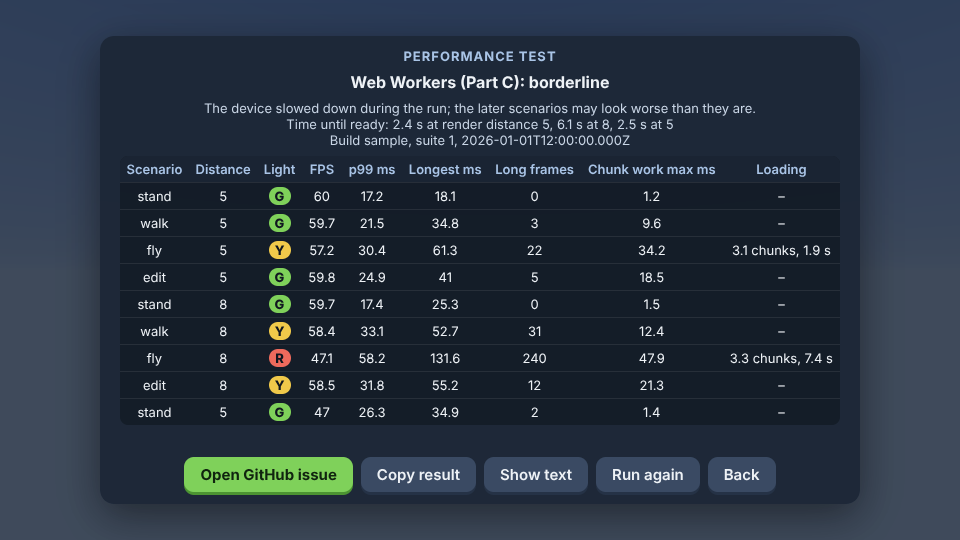 PERFORMANCE TEST
Web Workers (Part C): borderline
The device slowed down during the run; the later scenarios may look worse than they are.
Time until ready: 2.4 s at render distance 5, 6.1 s at 8, 2.5 s at 5
Build sample, suite 1, 2026-01-01T12:00:00.000Z
Scenario Distance Light FPS p99 ms Longest ms Long frames Chunk work max ms Loading
stand 5 G 60 17.2 18.1 0 1.2 –
walk 5 G 59.7 21.5 34.8 3 9.6 –
fly 5 Y 57.2 30.4 61.3 22 34.2 3.1 chunks, 1.9 s
edit 5 G 59.8 24.9 41 5 18.5 –
stand 8 G 59.7 17.4 25.3 0 1.5 –
walk 8 Y 58.4 33.1 52.7 31 12.4 –
fly 8 R 47.1 58.2 131.6 240 47.9 3.3 chunks, 7.4 s
edit 8 Y 58.5 31.8 55.2 12 21.3 –
stand 5 G 47 26.3 34.9 2 1.4 –
Open GitHub issue Copy result Show text Run again Back